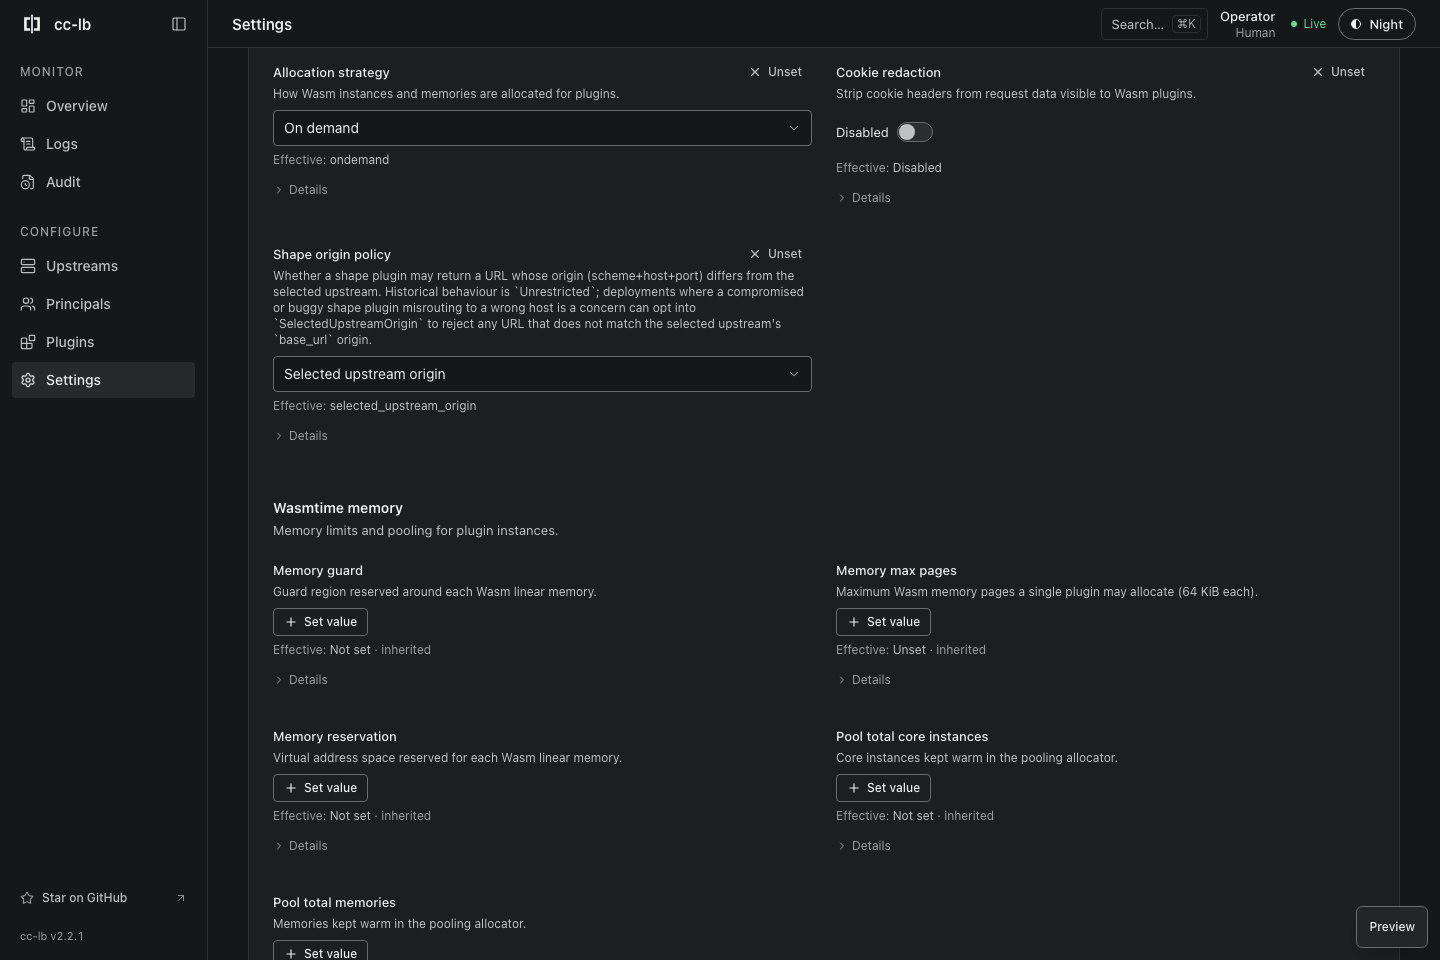 cc-lb
Settings
Search...
⌘K
Operator
Human
Live
Night
MONITOR
Overview
Logs
Audit
CONFIGURE
Upstreams
Principals
Plugins
Settings
Star on GitHub
cc-lb v2.2.1
Allocation strategy
Unset
How Wasm instances and memories are allocated for plugins.
On demand
Effective: ondemand
Details
Cookie redaction
Unset
Strip cookie headers from request data visible to Wasm plugins.
Disabled
Effective: Disabled
Details
Shape origin policy
Unset
Whether a shape plugin may return a URL whose origin (scheme+host+port) differs from the
selected upstream. Historical behaviour is `Unrestricted`; deployments where a compromised
or buggy shape plugin misrouting to a wrong host is a concern can opt into
`SelectedUpstreamOrigin` to reject any URL that does not match the selected upstream's
`base_url` origin.
Selected upstream origin
Effective: selected_upstream_origin
Details
Wasmtime memory
Memory limits and pooling for plugin instances.
Memory guard
Guard region reserved around each Wasm linear memory.
Set value
Effective: Not set · inherited
Details
Memory max pages
Maximum Wasm memory pages a single plugin may allocate (64 KiB each).
Set value
Effective: Unset · inherited
Details
Memory reservation
Virtual address space reserved for each Wasm linear memory.
Set value
Effective: Not set · inherited
Details
Pool total core instances
Core instances kept warm in the pooling allocator.
Set value
Effective: Not set · inherited
Details
Pool total memories
Memories kept warm in the pooling allocator.
Set value
Preview